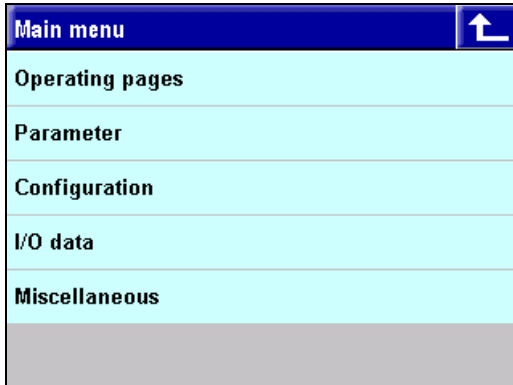 Main menu
Operating pages
Parameter
Configuration
I/O data
Miscellaneous